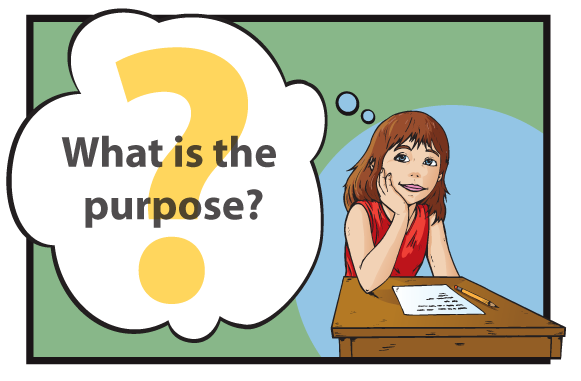 What is the
purpose?